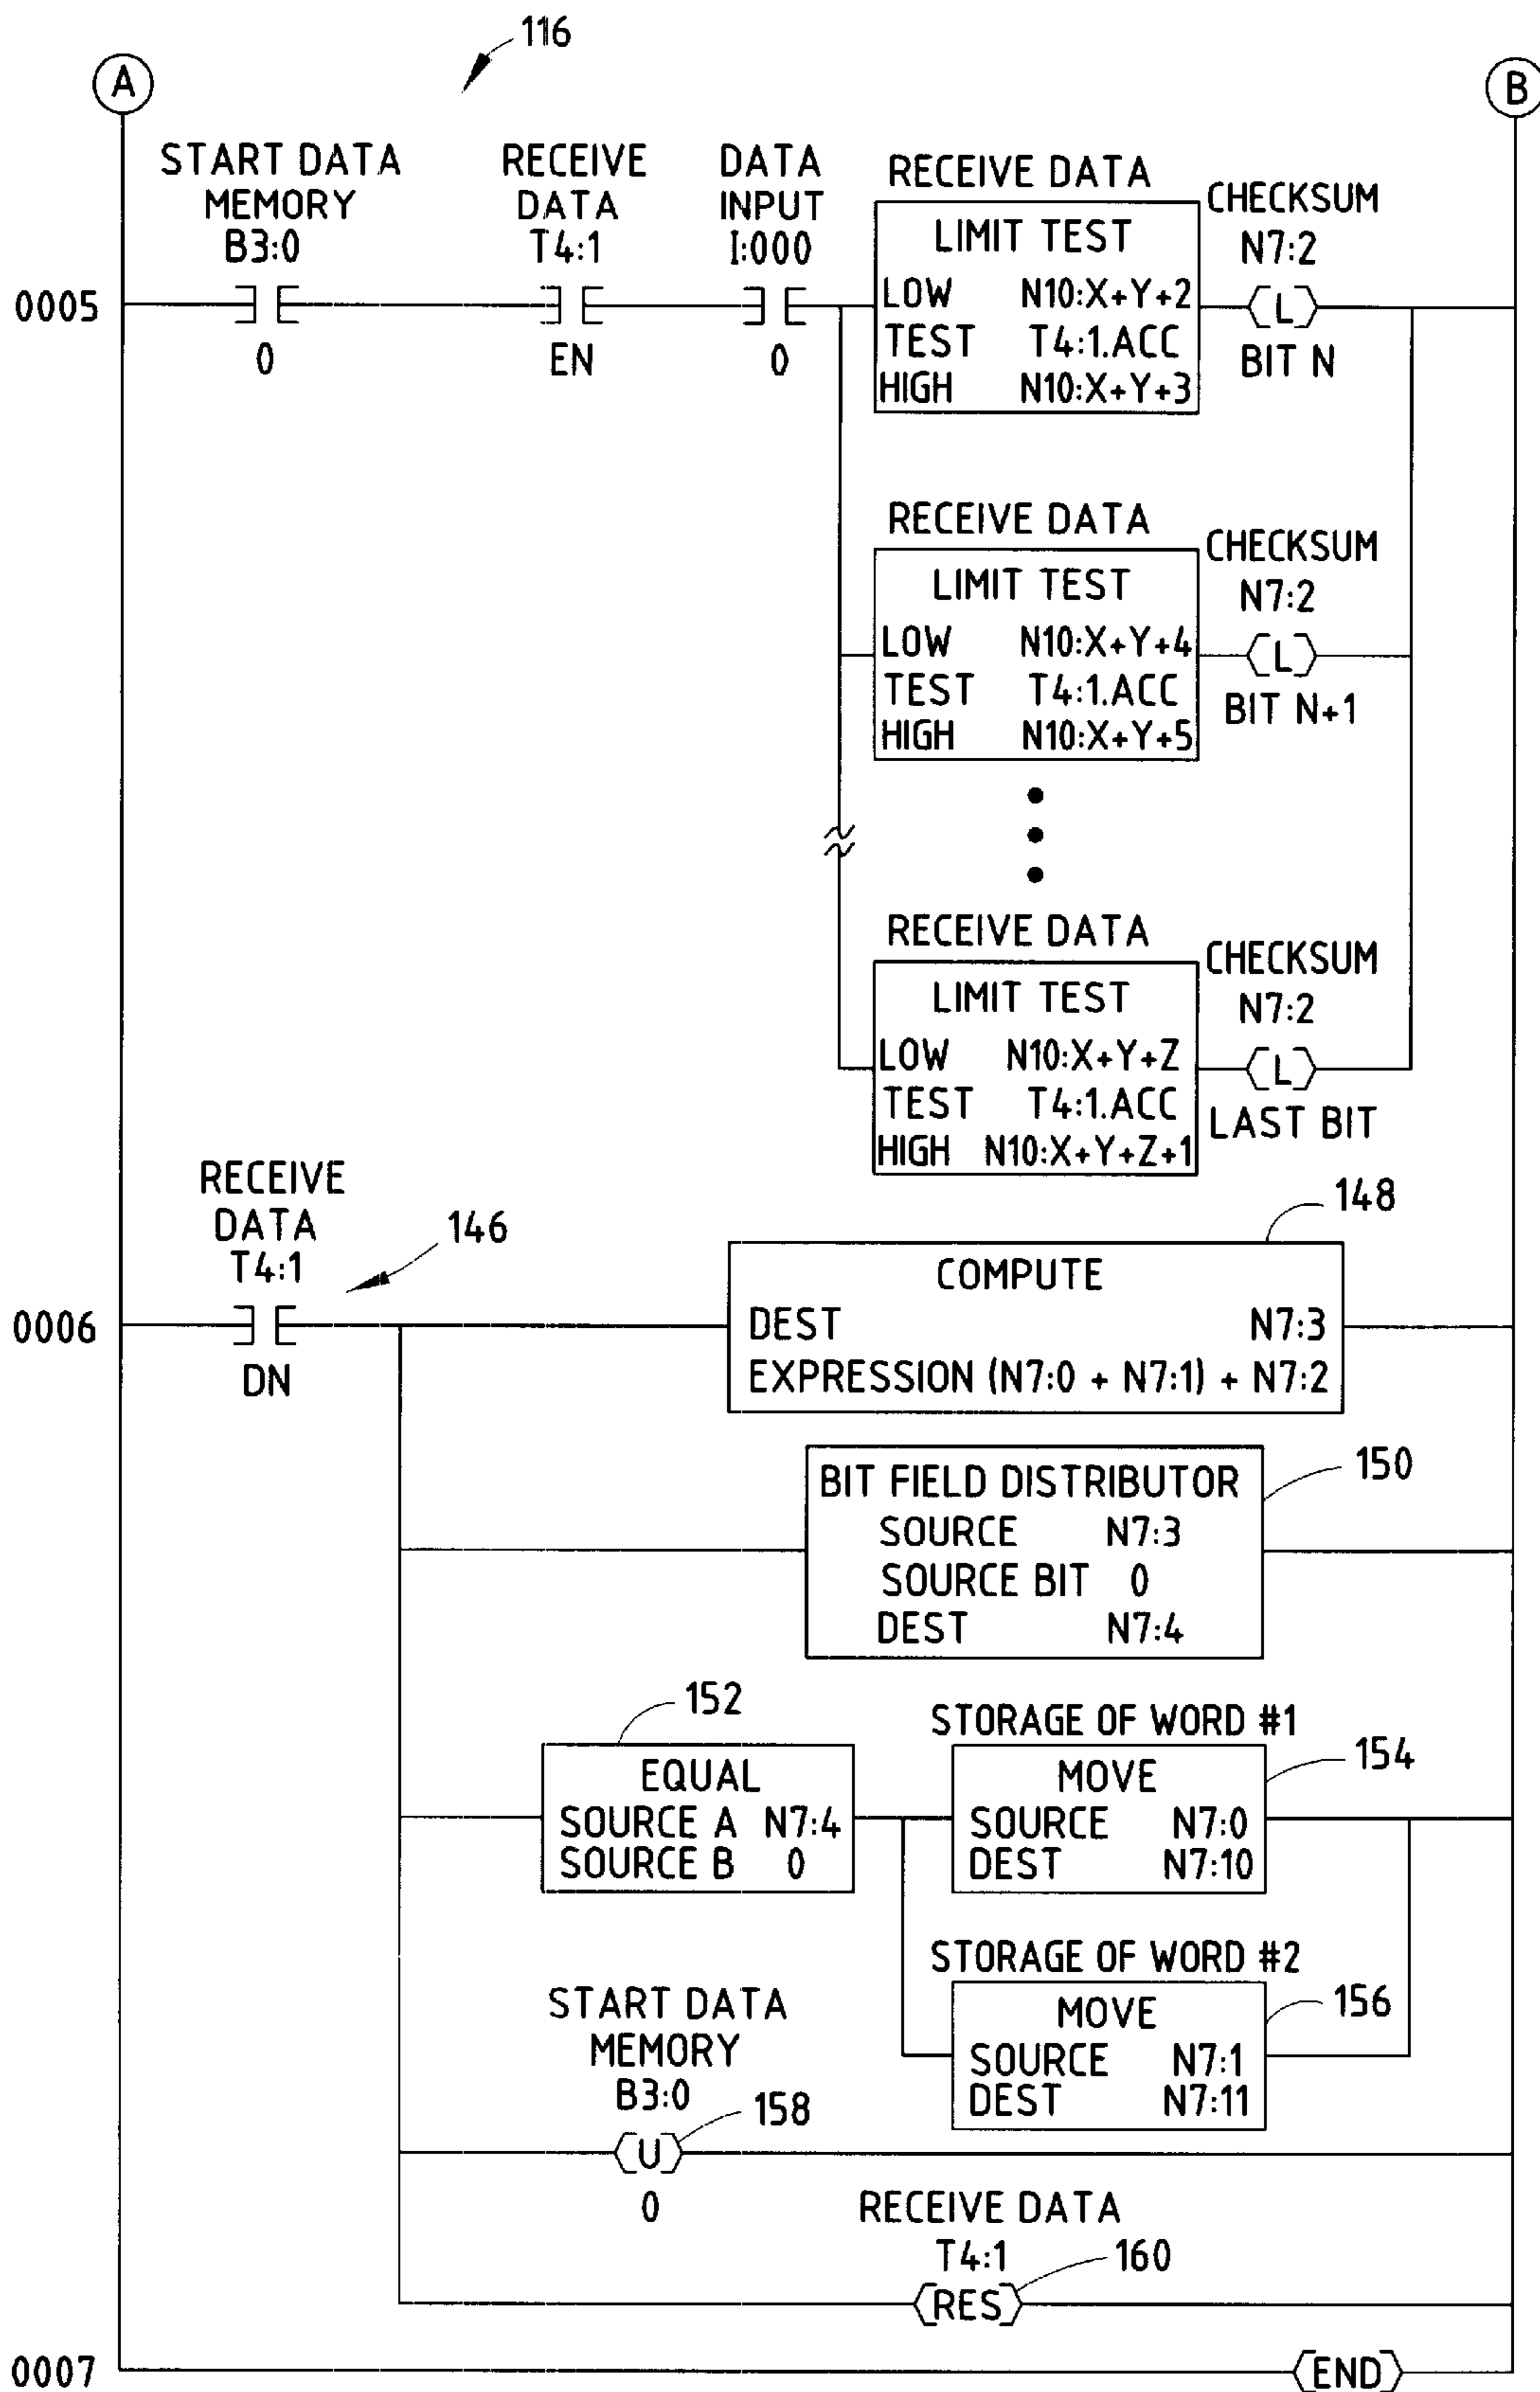 116
A
B
START DATA
MEMORY
B3:0
0
RECEIVE
DATA
T4:1
EN
DATA
INPUT
I:000
0
0005
RECEIVE DATA
LIMIT TEST
LOW N10:X+Y+2
TEST T4:1.ACC
HIGH N10:X+Y+3
CHECKSUM
N7:2
L
BIT N
RECEIVE DATA
LIMIT TEST
LOW N10:X+Y+4
TEST T4:1.ACC
HIGH N10:X+Y+5
CHECKSUM
N7:2
L
BIT N+1
RECEIVE DATA
LIMIT TEST
LOW N10:X+Y+Z
TEST T4:1.ACC
HIGH N10:X+Y+Z+1
CHECKSUM
N7:2
L
LAST BIT
RECEIVE
DATA
T4:1
DN
146
0006
148
COMPUTE
DEST N7:3
EXPRESSION (N7:0 + N7:1) + N7:2
150
BIT FIELD DISTRIBUTOR
SOURCE N7:3
SOURCE BIT 0
DEST N7:4
152
EQUAL
SOURCE A N7:4
SOURCE B 0
STORAGE OF WORD #1
154
MOVE
SOURCE N7:0
DEST N7:10
STORAGE OF WORD #2
156
MOVE
SOURCE N7:1
DEST N7:11
START DATA
MEMORY
B3:0
158
U
0
RECEIVE DATA
T4:1
160
RES
0007
END